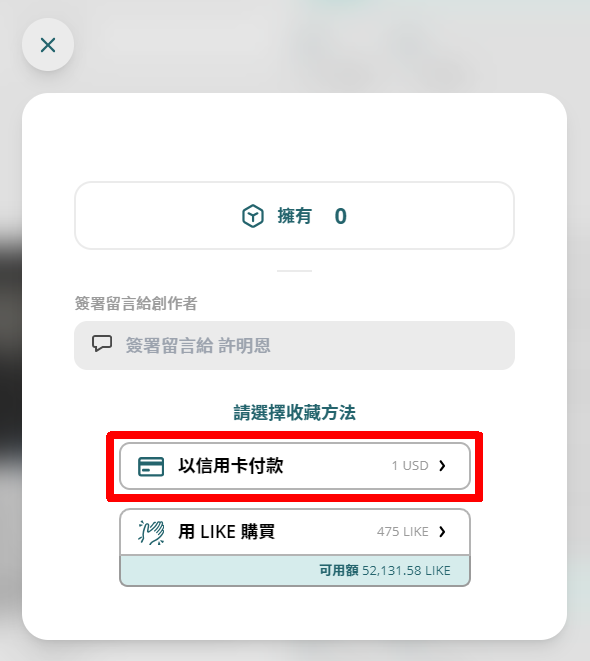 擁有 0
簽署留言給創作者
簽署留言給 許明恩
請選擇收藏方法
以信用卡付款 1 USD
用 LIKE 購買 475 LIKE
可用額 52,131.58 LIKE